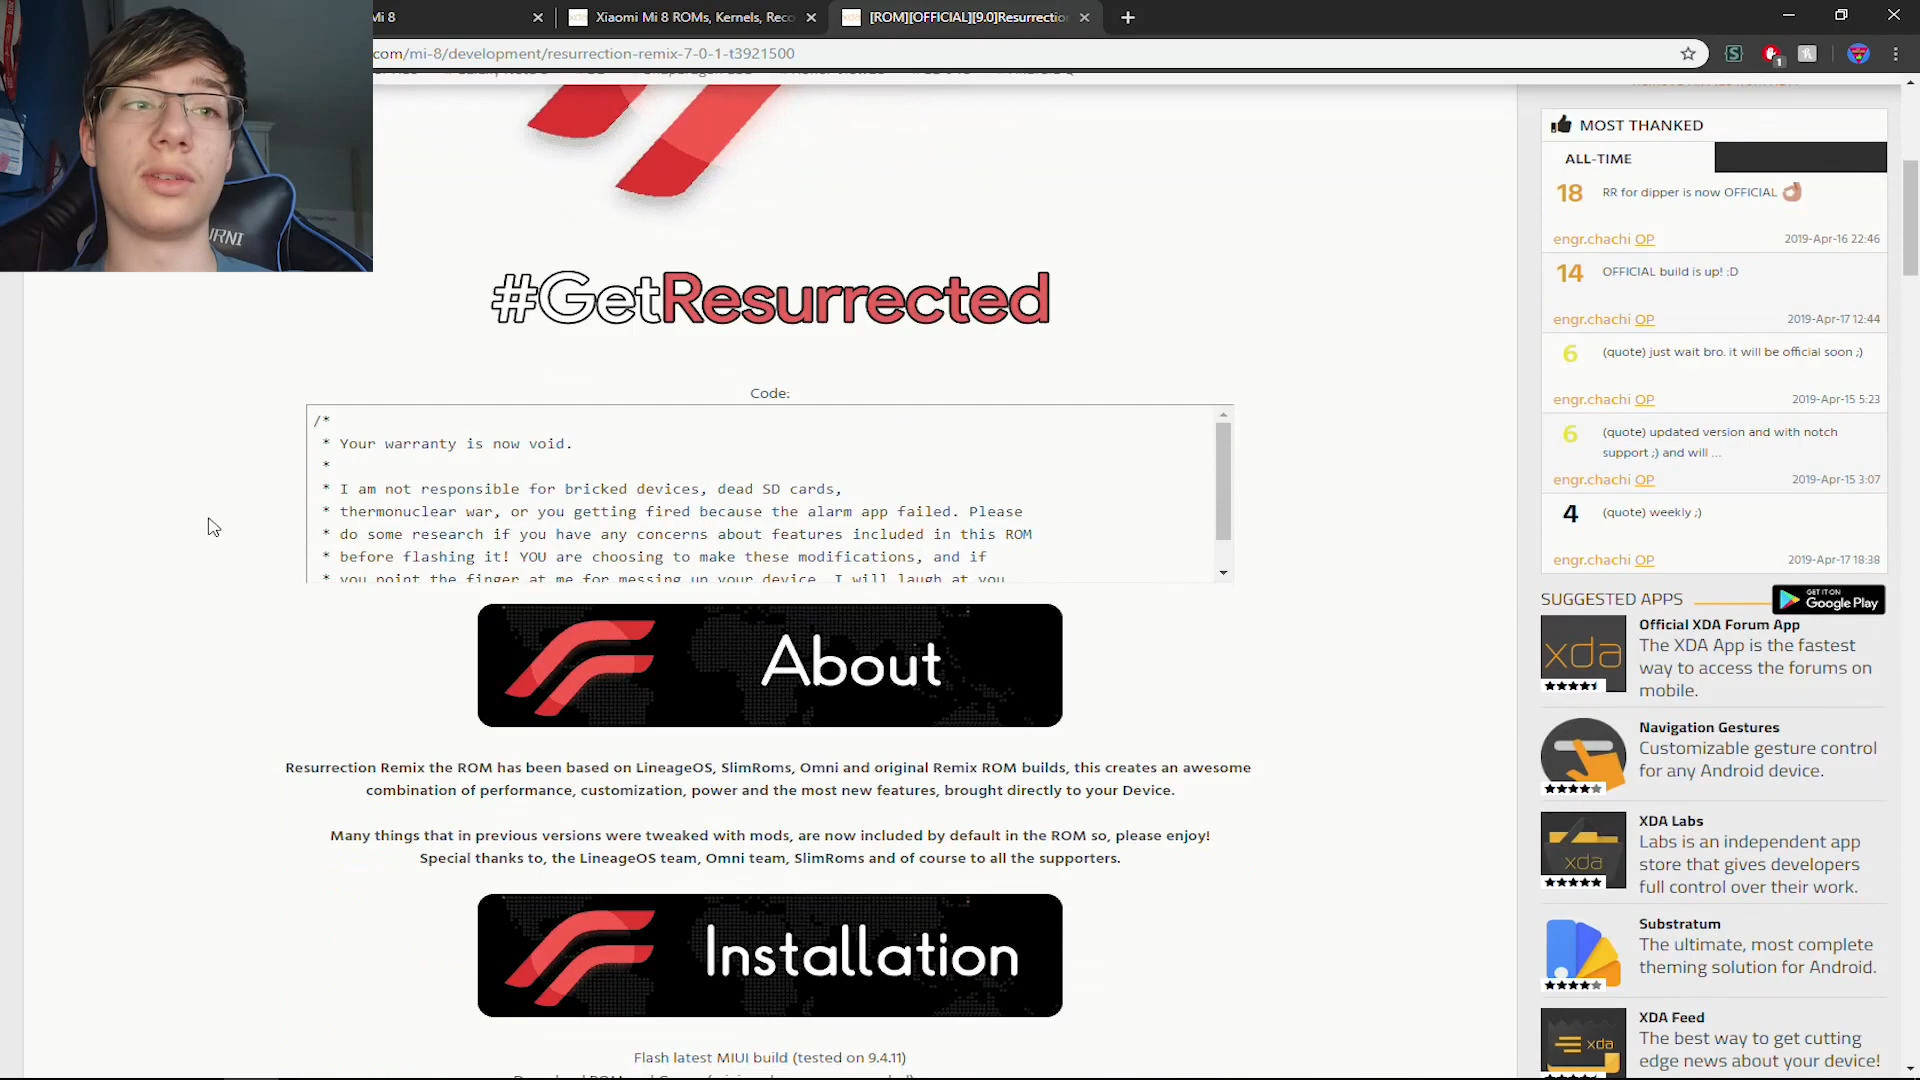 Mi 8
Xiaomi Mi 8 ROMs, Kernels, Reco
[ROM][OFFICIAL][9.0]Resurrectio
com/mi-8/development/resurrection-remix-7-0-1-t3921500
URNI
#GetResurrected
Code:
/*
* Your warranty is now void.
*
* I am not responsible for bricked devices, dead SD cards,
* thermonuclear war, or you getting fired because the alarm app failed. Please
* do some research if you have any concerns about features included in this ROM
* before flashing it! YOU are choosing to make these modifications, and if
* you point the finger at me for messing up your device, I will laugh at you
About
Resurrection Remix the ROM has been based on LineageOS, SlimRoms, Omni and original Remix ROM builds, this creates an awesome
combination of performance, customization, power and the most new features, brought directly to your Device.
Many things that in previous versions were tweaked with mods, are now included by default in the ROM so, please enjoy!
Special thanks to, the LineageOS team, Omni team, SlimRoms and of course to all the supporters.
Installation
Flash latest MIUI build (tested on 9.4.11)
MOST THANKED
ALL-TIME
18 RR for dipper is now OFFICIAL 👌
engr.chachi OP 2019-Apr-16 22:46
14 OFFICIAL build is up! :D
engr.chachi OP 2019-Apr-17 12:44
6 (quote) just wait bro. it will be official soon ;)
engr.chachi OP 2019-Apr-15 5:23
6 (quote) updated version and with notch
support ;) and will ...
engr.chachi OP 2019-Apr-15 3:07
4 (quote) weekly ;)
engr.chachi OP 2019-Apr-17 18:38
SUGGESTED APPS
GET IT ON
Google Play
xda
Official XDA Forum App
The XDA App is the fastest
way to access the forums on
mobile.
Navigation Gestures
Customizable gesture control
for any Android device.
xda
XDA Labs
Labs is an independent app
store that gives developers
full control over their work.
Substratum
The ultimate, most complete
theming solution for Android.
xda
XDA Feed
The best way to get cutting
edge news about your device!